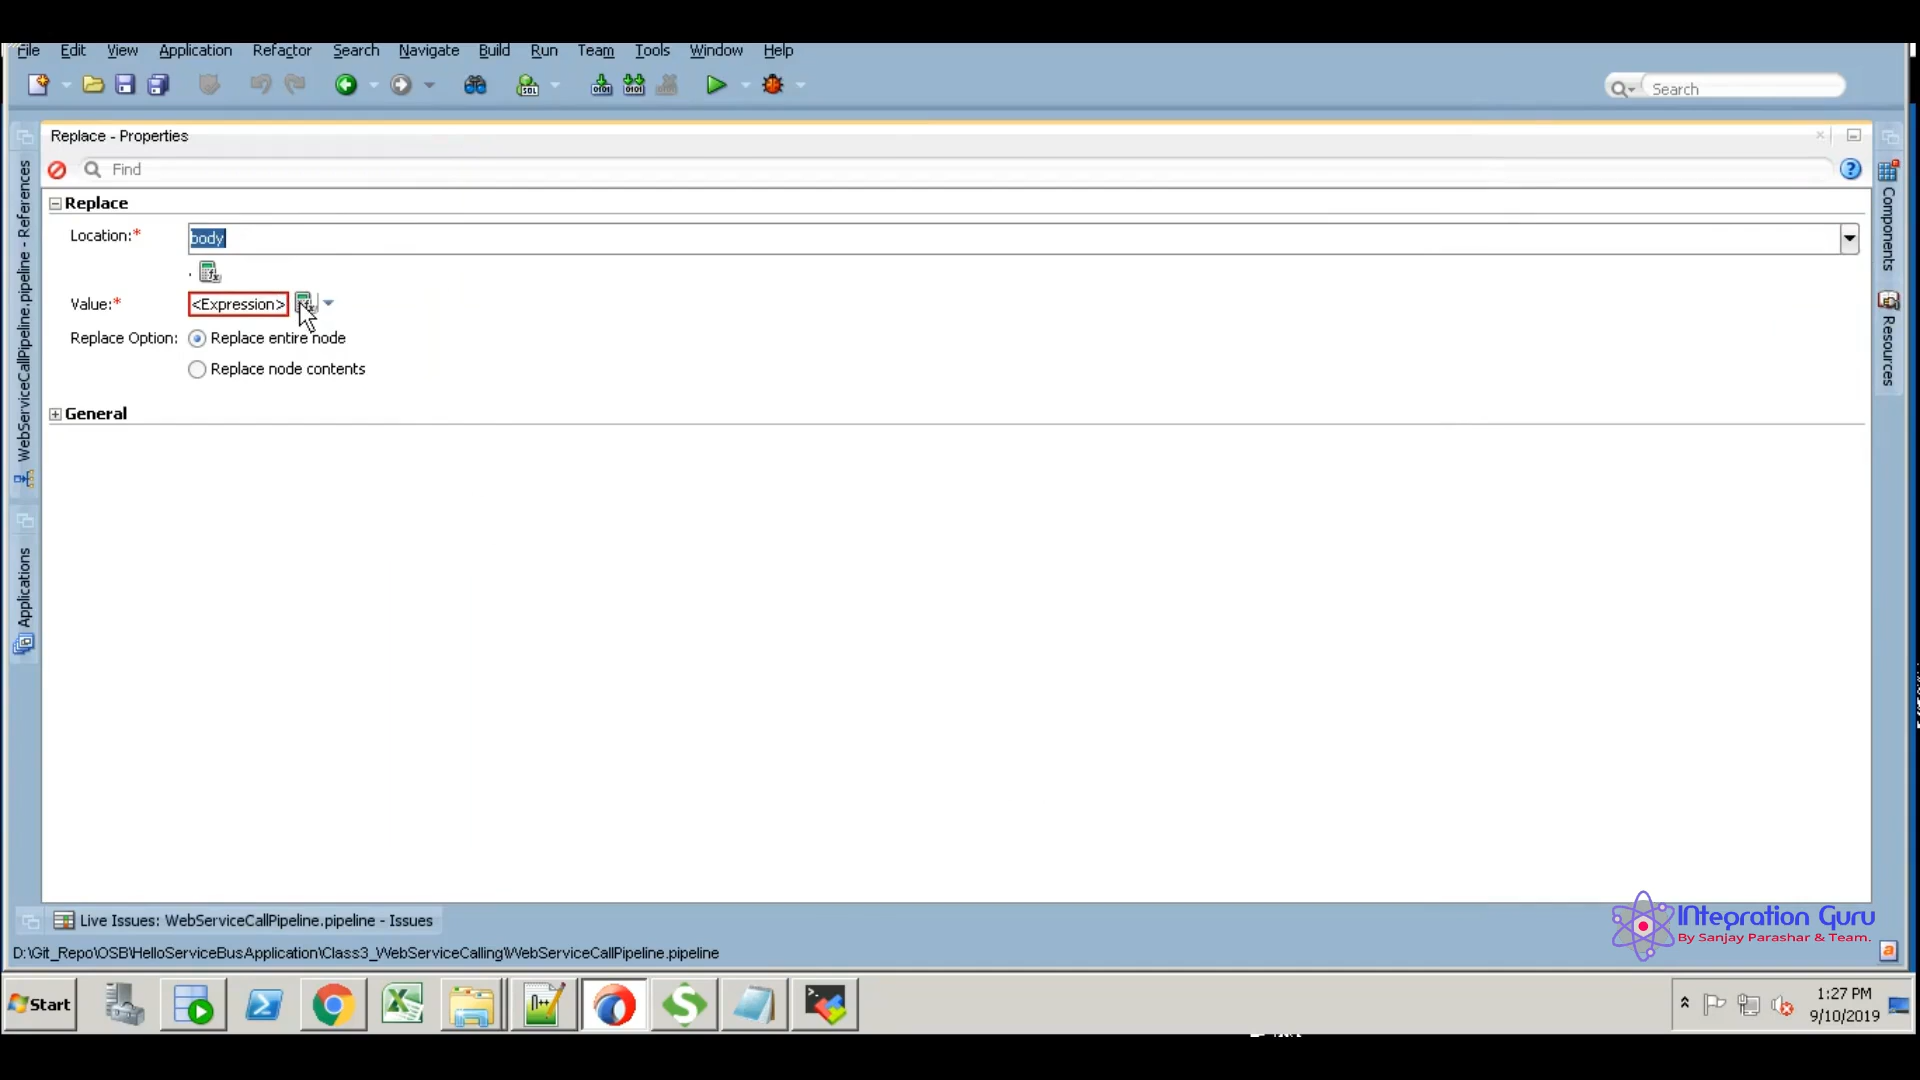 File Edit View Application Refactor Search Navigate Build Run Team Tools Window Help
Search
Replace - Properties
Find
Replace
Location:*
body
Value:*
<Expression>
Replace Option:
Replace entire node
Replace node contents
General
WebServiceCallPipeline.pipeline - References
Applications
Components
Resources
Live Issues: WebServiceCallPipeline.pipeline - Issues
INtegration Guru
By Sanjay Parashar & Team.
D:\Git_Repo\OSB\HelloServiceBusApplication\Class3_WebServiceCalling\WebServiceCallPipeline.pipeline
Start
1:27 PM
9/10/2019